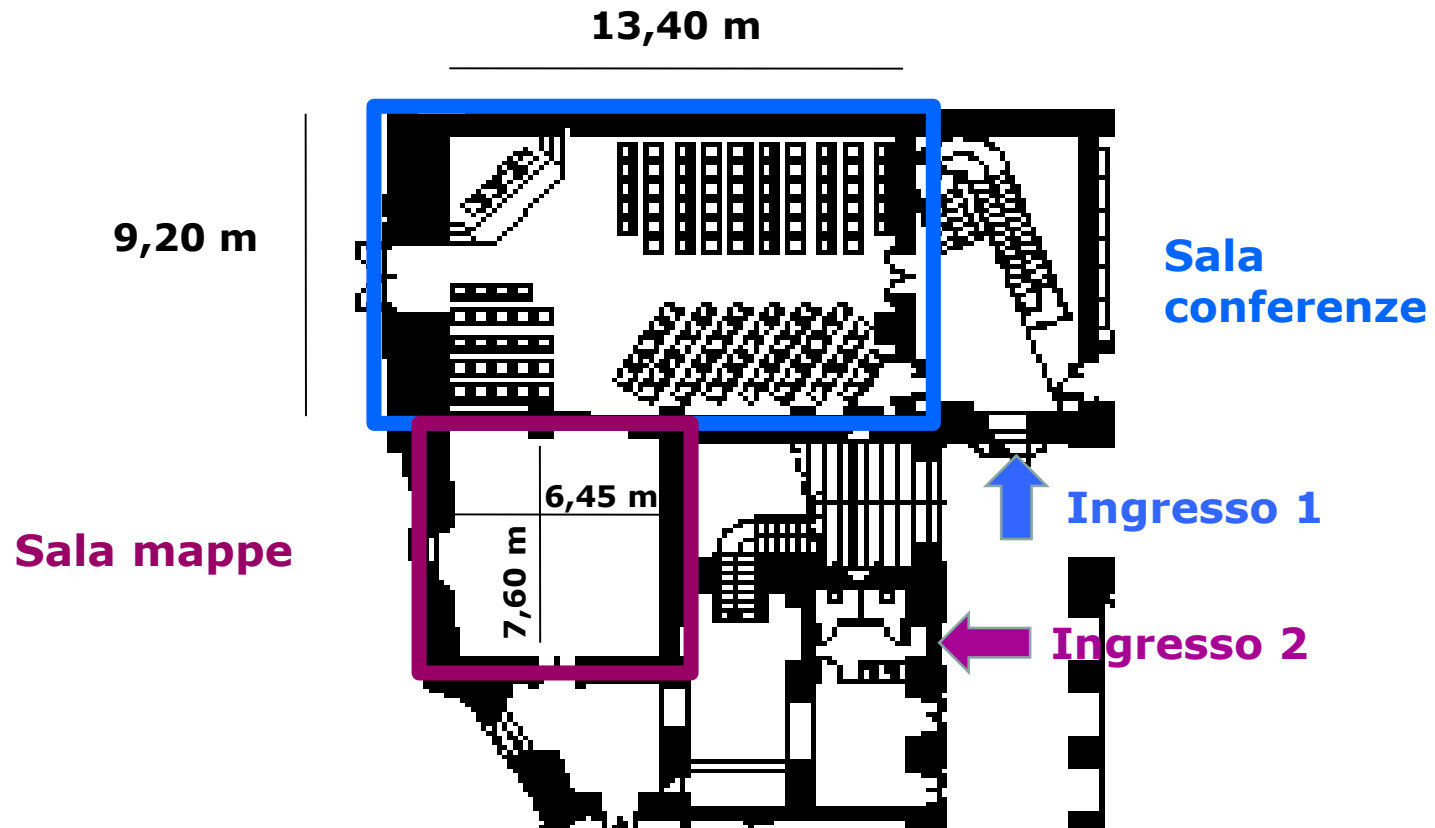 13,40 m
9,20 m
Sala
conferenze
6,45 m
7,60 m
Ingresso 1
Sala mappe
Ingresso 2